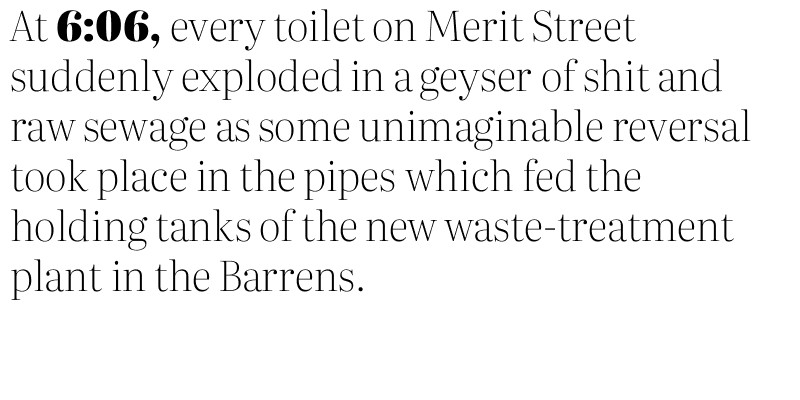 At 6:06, every toilet on Merit Street
suddenly exploded in a geyser of shit and
raw sewage as some unimaginable reversal
took place in the pipes which fed the
holding tanks of the new waste-treatment
plant in the Barrens.